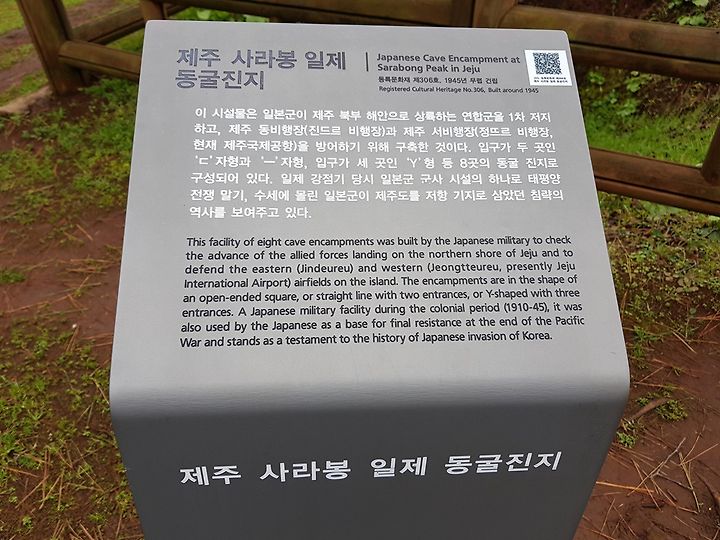 제주 사라봉 일제
동굴진지
Japanese Cave Encampment at
Sarabong Peak in Jeju
등록문화재 제306호, 1945년 무렵 건립
Registered Cultural Heritage No.306, Built around 1945
이 시설물은 일본군이 제주 북부 해안으로 상륙하는 연합군을 1차 저지
하고, 제주 동비행장(진드르 비행장)과 제주 서비행장(정뜨르 비행장,
현재 제주국제공항)을 방어하기 위해 구축한 것이다. 입구가 두 곳인
‘ㄷ’자형과 ‘ㅡ’자형, 입구가 세 곳인 ‘Y’형 등 8곳의 동굴 진지로
구성되어 있다. 일제 강점기 당시 일본군 군사 시설의 하나로 태평양
전쟁 말기, 수세에 몰린 일본군이 제주도를 저항 기지로 삼았던 침략의
역사를 보여주고 있다.
This facility of eight cave encampments was built by the Japanese military to check
the advance of the allied forces landing on the northern shore of Jeju and to
defend the eastern (Jindeureu) and western (Jeongtteureu, presently Jeju
International Airport) airfields on the island. The encampments are in the shape of
an open-ended square, or straight line with two entrances, or Y-shaped with three
entrances. A Japanese military facility during the colonial period (1910-45), it was
also used by the Japanese as a base for final resistance at the end of the Pacific
War and stands as a testament to the history of Japanese invasion of Korea.
제주 사라봉 일제 동굴진지